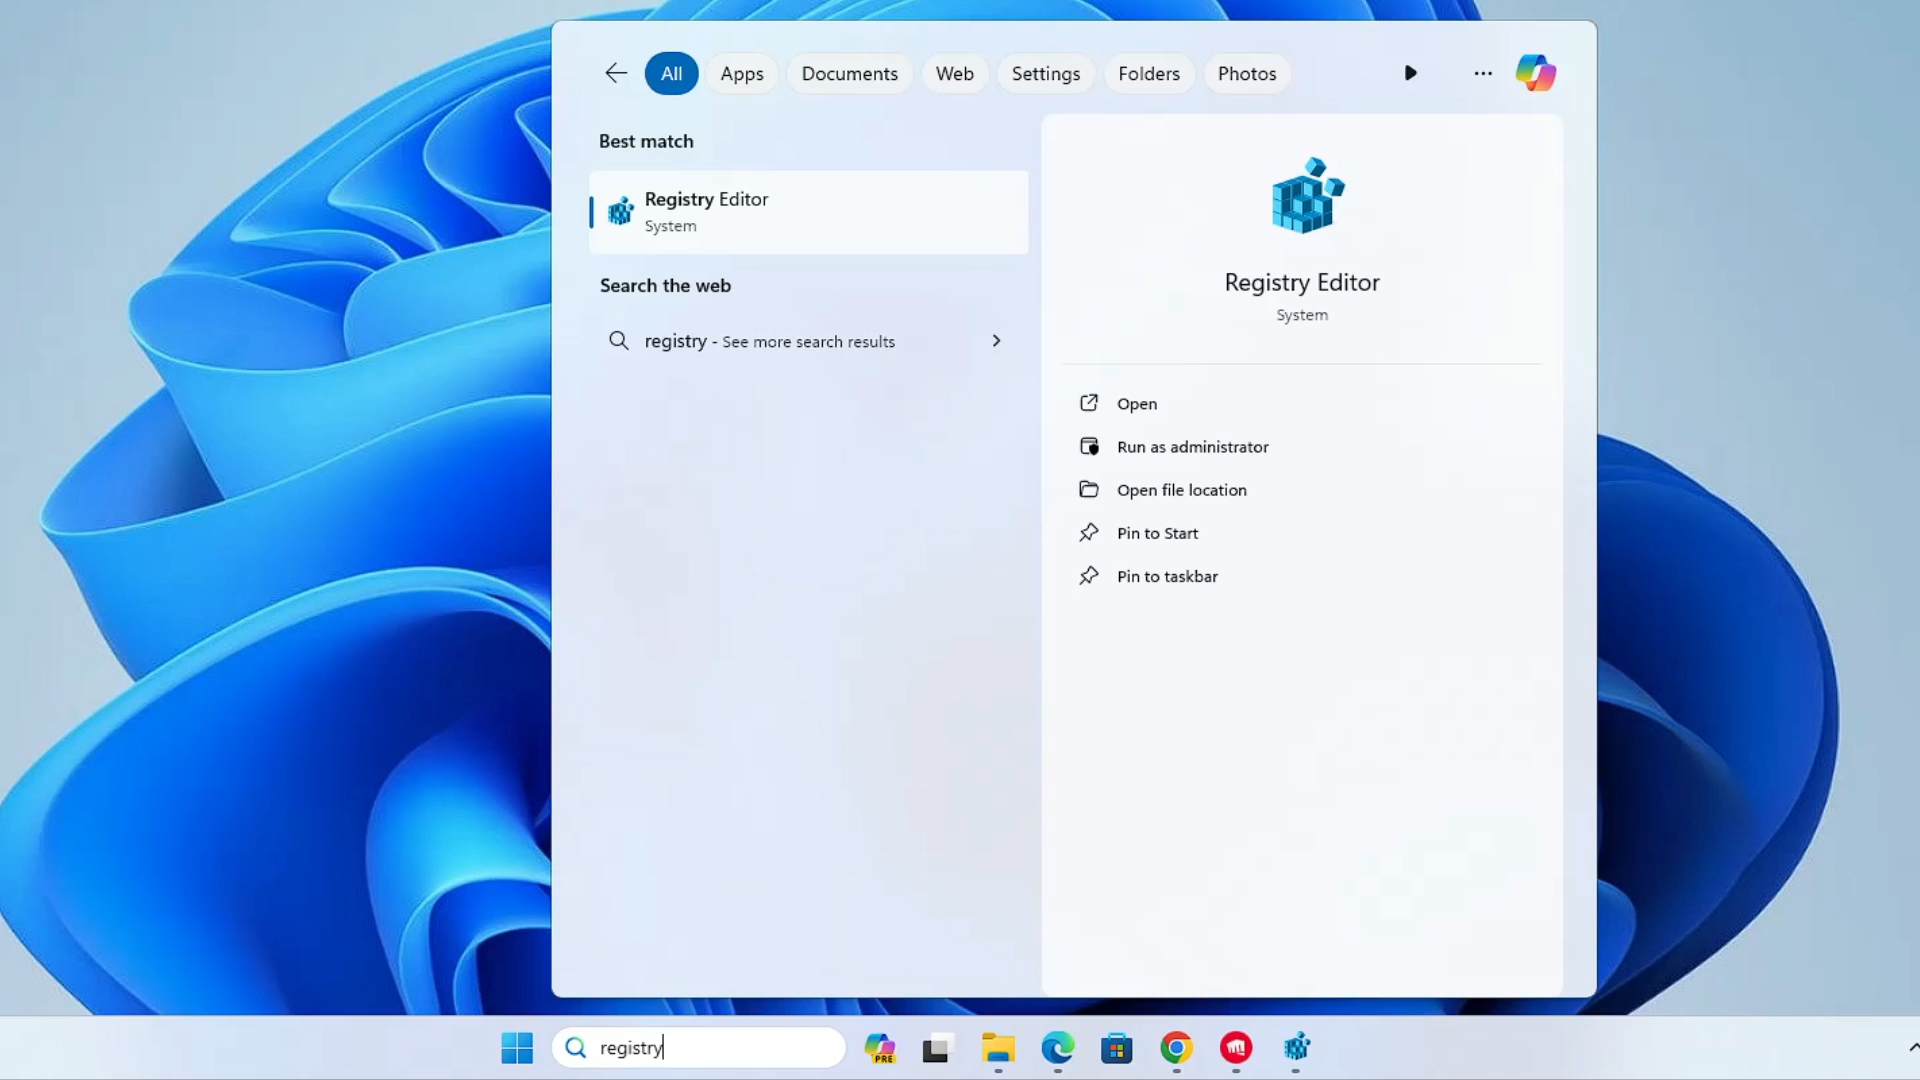 All Apps Documents Web Settings Folders Photos ...
Best match
Registry Editor
System
Search the web
registry - See more search results
Registry Editor
System
Open
Run as administrator
Open file location
Pin to Start
Pin to taskbar
registry
PRE